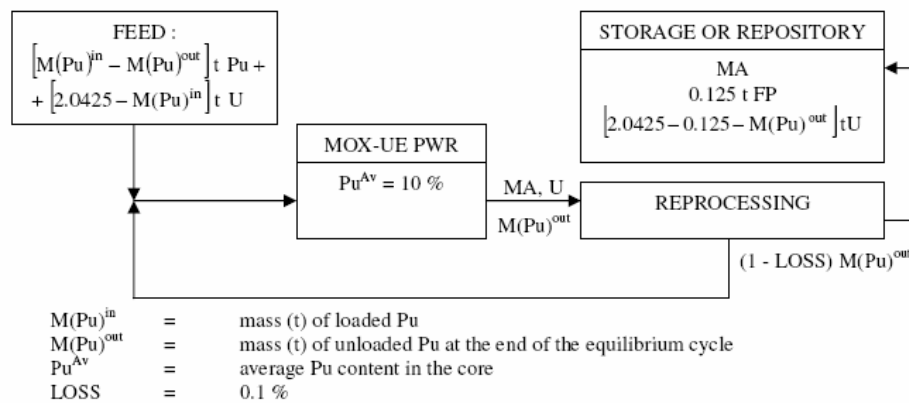 FEED :
[M(Pu)^in − M(Pu)^out] t Pu +
+ [2.0425 − M(Pu)^in] t U
STORAGE OR REPOSITORY
MA
0.125 t FP
[2.0425 − 0.125 − M(Pu)^out] tU
MOX-UE PWR
Pu^Av = 10 %
MA, U
M(Pu)^out
REPROCESSING
(1 - LOSS) M(Pu)^out
M(Pu)^in = mass (t) of loaded Pu
M(Pu)^out = mass (t) of unloaded Pu at the end of the equilibrium cycle
Pu^Av = average Pu content in the core
LOSS = 0.1 %